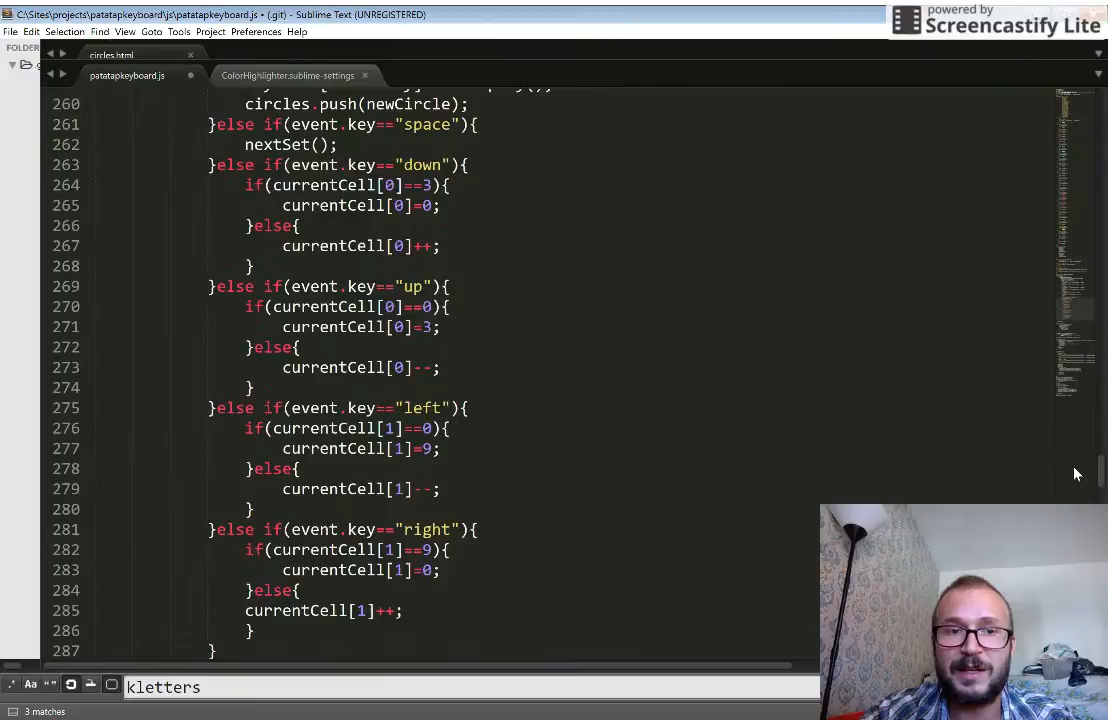 C:\Sites\projects\patatapkeyboard\js\patatapkeyboard.js • (.git) - Sublime Text (UNREGISTERED)
powered by
Screencastify Lite
File Edit Selection Find View Goto Tools Project Preferences Help
FOLDER
circles.html ×
patatapkeyboard.js ColorHighlighter.sublime-settings ×
260 circles.push(newCircle);
261 }else if(event.key=="space"){
262 nextSet();
263 }else if(event.key=="down"){
264 if(currentCell[0]==3){
265 currentCell[0]=0;
266 }else{
267 currentCell[0]++;
268 }
269 }else if(event.key=="up"){
270 if(currentCell[0]==0){
271 currentCell[0]=3;
272 }else{
273 currentCell[0]--;
274 }
275 }else if(event.key=="left"){
276 if(currentCell[1]==0){
277 currentCell[1]=9;
278 }else{
279 currentCell[1]--;
280 }
281 }else if(event.key=="right"){
282 if(currentCell[1]==9){
283 currentCell[1]=0;
284 }else{
285 currentCell[1]++;
286 }
287 }
.* Aa “ ” kletters
3 matches